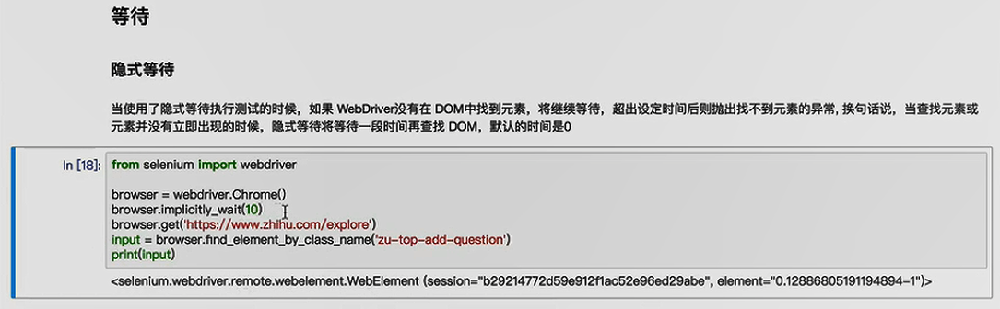 等待
隐式等待
当使用了隐式等待执行测试的时候，如果 WebDriver没有在 DOM中找到元素，将继续等待，超出设定时间后则抛出找不到元素的异常, 换句话说，当查找元素或
元素并没有立即出现的时候，隐式等待将等待一段时间再查找 DOM，默认的时间是0
In [18]:
from selenium import webdriver
browser = webdriver.Chrome()
browser.implicitly_wait(10)
browser.get('https://www.zhihu.com/explore')
input = browser.find_element_by_class_name('zu-top-add-question')
print(input)
<selenium.webdriver.remote.webelement.WebElement (session="b29214772d59e912f1ac52e96ed29abe", element="0.12886805191194894-1")>